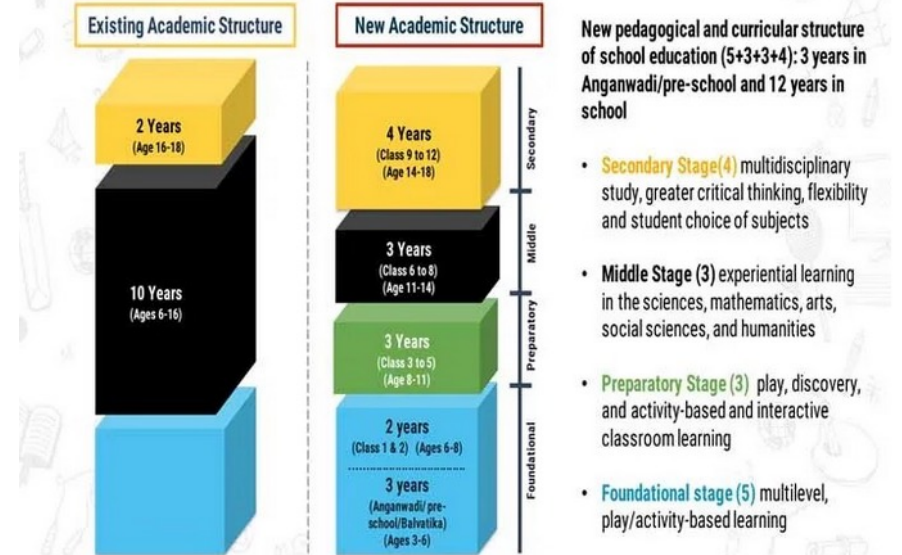 Existing Academic Structure
2 Years
(Age 16-18)
10 Years
(Ages 6-16)
New Academic Structure
4 Years
(Class 9 to 12)
(Age 14-18)
Secondary
3 Years
(Class 6 to 8)
(Age 11-14)
Middle
3 Years
(Class 3 to 5)
(Age 8-11)
Preparatory
2 years
(Class 1 & 2) (Ages 6-8)
3 years
(Anganwadi/ pre-
school/Balvatika)
(Ages 3-6)
Foundational
New pedagogical and curricular structure
of school education (5+3+3+4): 3 years in
Anganwadi/pre-school and 12 years in
school
• Secondary Stage(4) multidisciplinary
study, greater critical thinking, flexibility
and student choice of subjects
• Middle Stage (3) experiential learning
in the sciences, mathematics, arts,
social sciences, and humanities
• Preparatory Stage (3) play, discovery,
and activity-based and interactive
classroom learning
• Foundational stage (5) multilevel,
play/activity-based learning